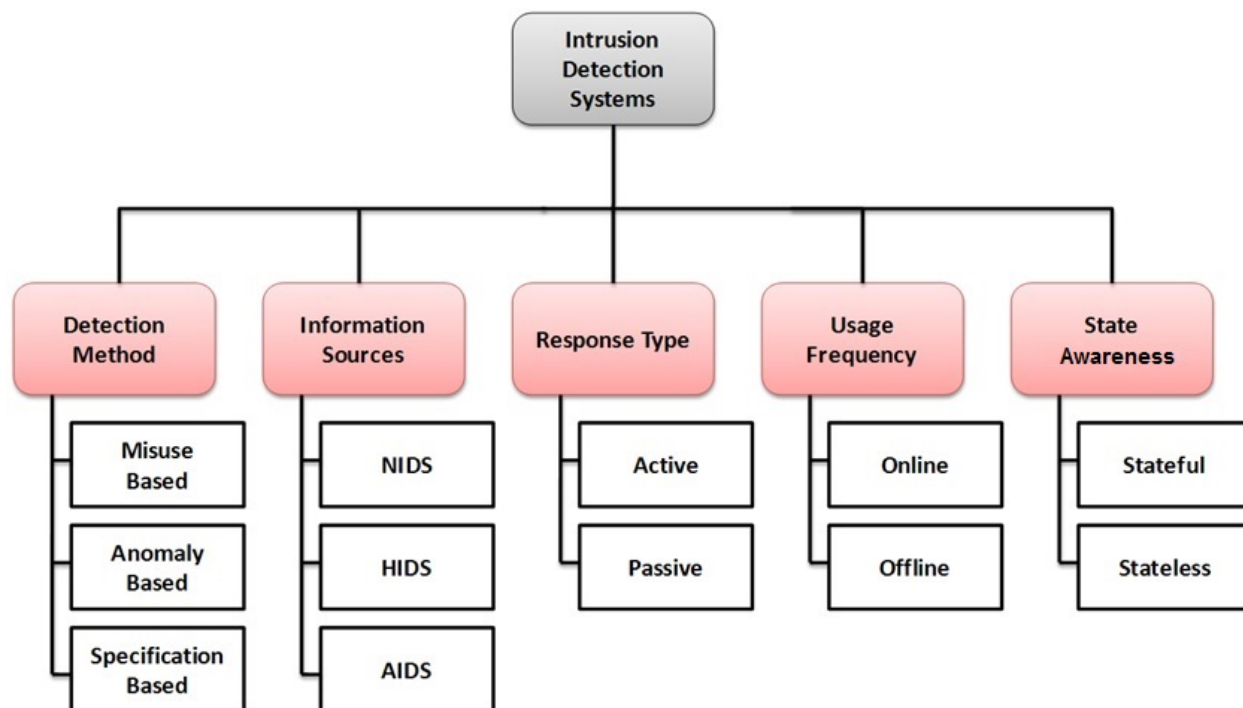 Intrusion
Detection
Systems
Detection
Method
Information
Sources
Response Type
Usage
Frequency
State
Awareness
Misuse
Based
NIDS
Active
Online
Stateful
Anomaly
Based
HIDS
Passive
Offline
Stateless
Specification
Based
AIDS